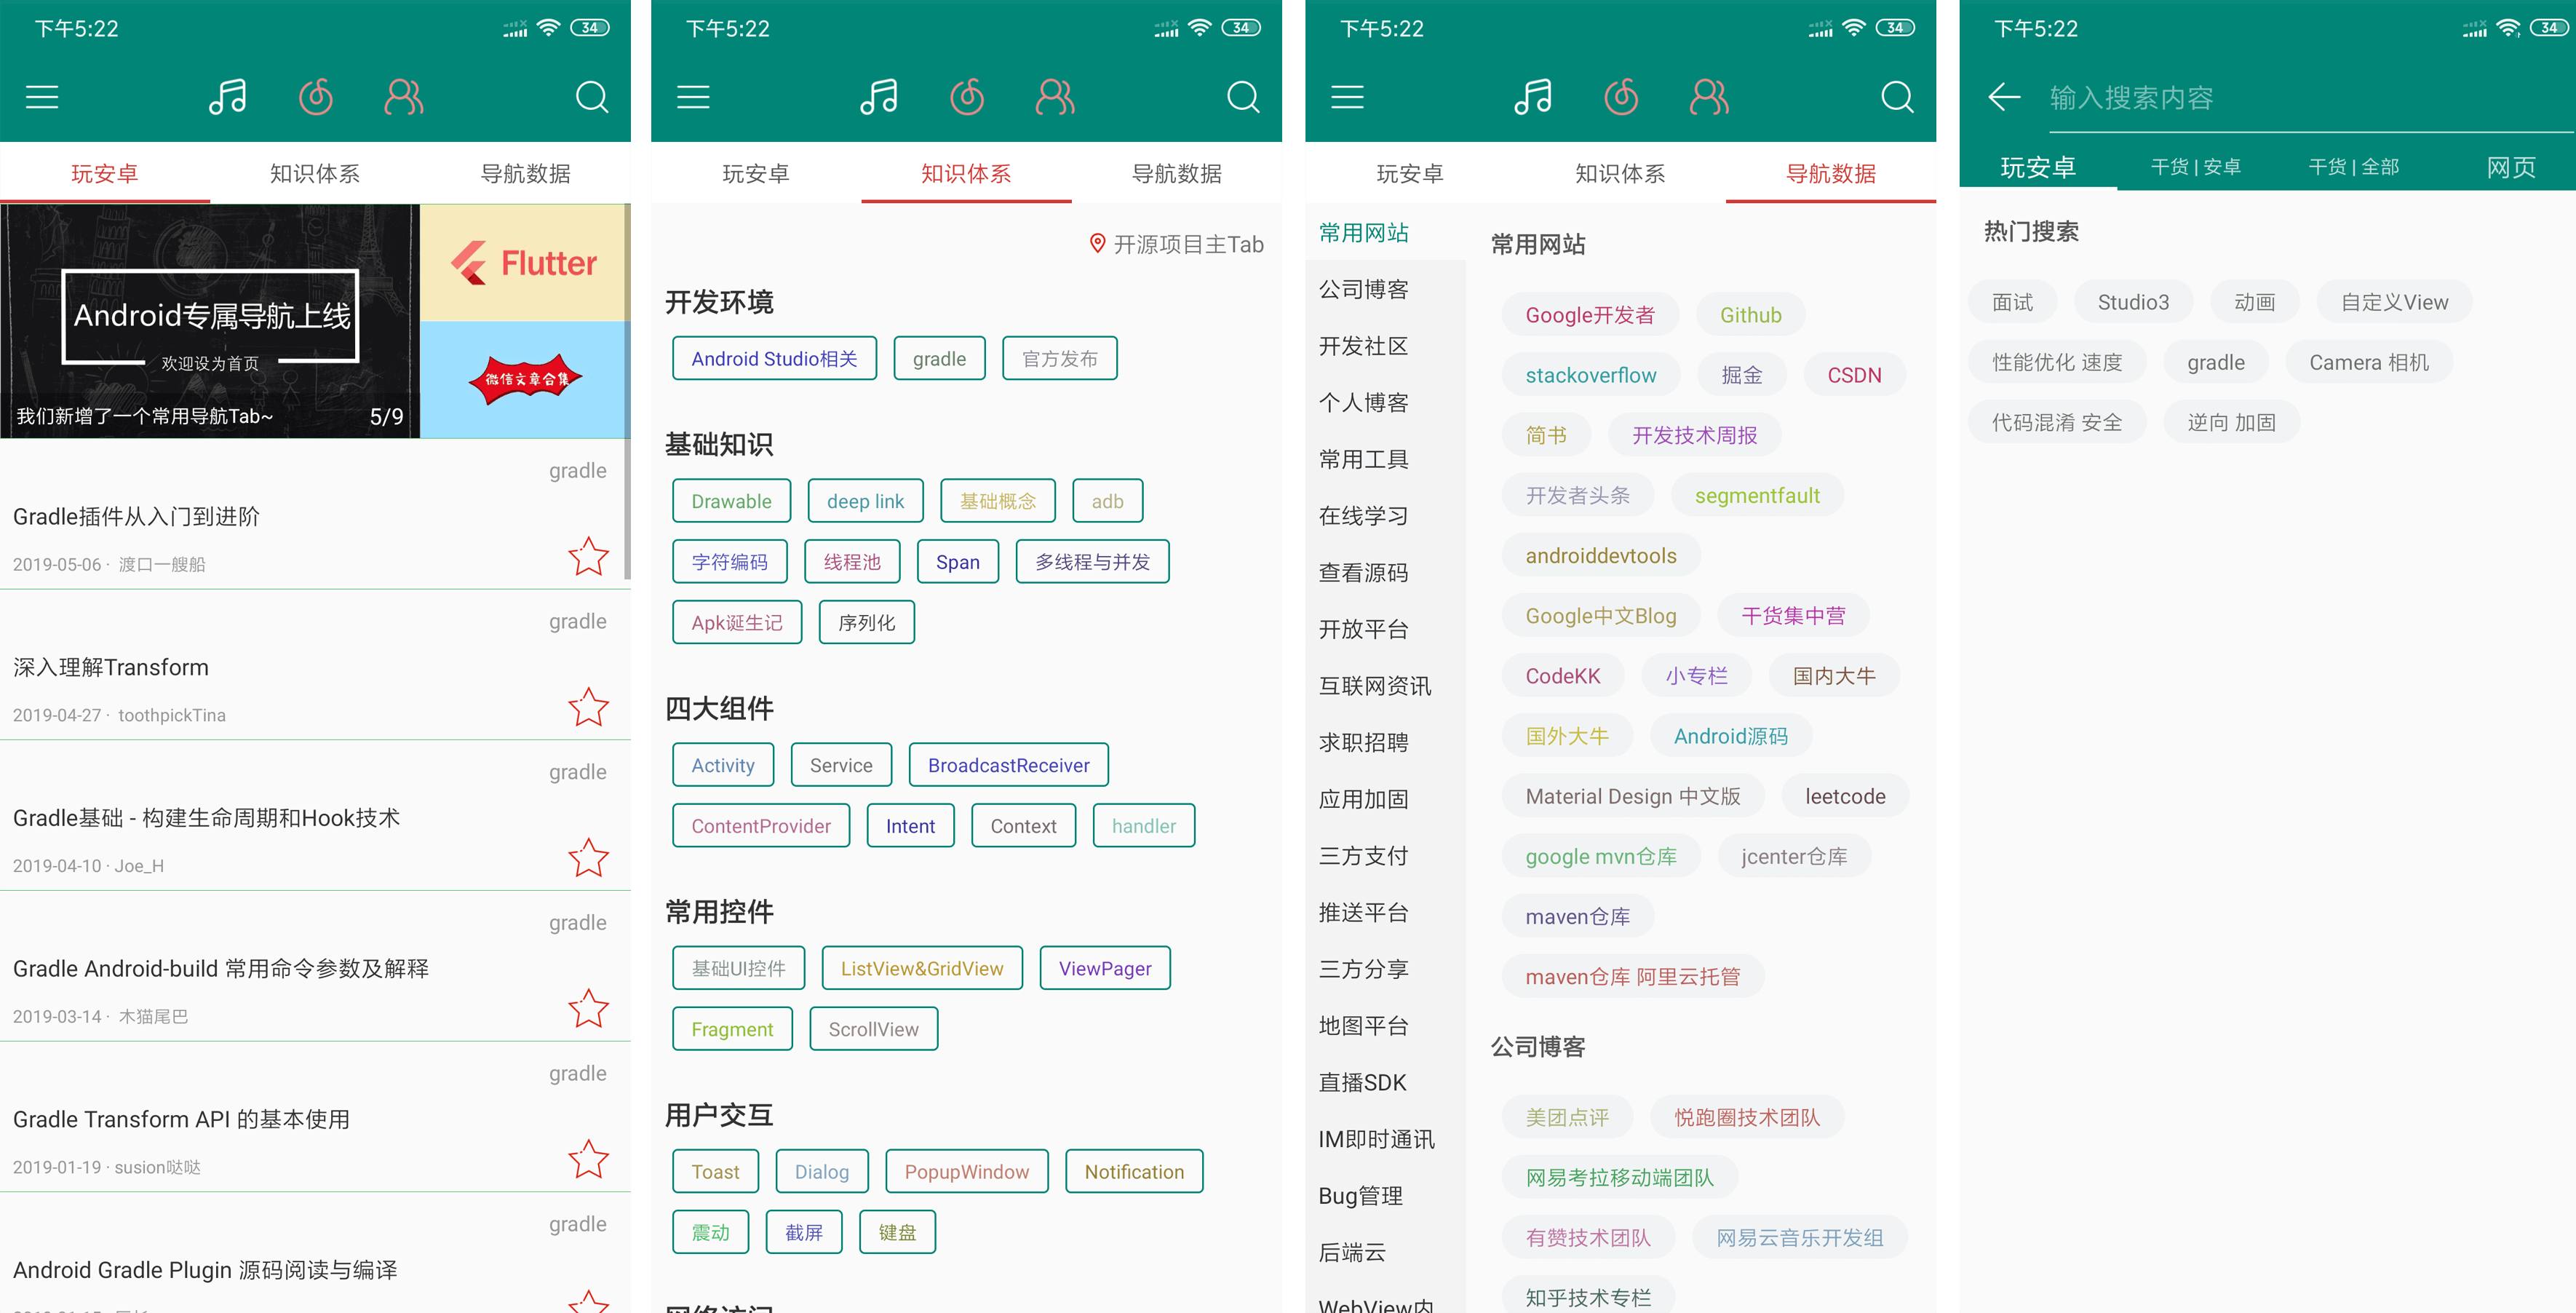 下午5:22
34
玩安卓
知识体系
导航数据
Android专属导航上线
欢迎设为首页
我们新增了一个常用导航Tab~
5/9
Flutter
微信文章合集
gradle
Gradle插件从入门到进阶
2019-05-06 · 渡口一艘船
gradle
深入理解Transform
2019-04-27 · toothpickTina
gradle
Gradle基础 - 构建生命周期和Hook技术
2019-04-10 · Joe_H
gradle
Gradle Android-build 常用命令参数及解释
2019-03-14 · 木猫尾巴
gradle
Gradle Transform API 的基本使用
2019-01-19 · susion哒哒
gradle
Android Gradle Plugin 源码阅读与编译
下午5:22
34
玩安卓
知识体系
导航数据
开源项目主Tab
开发环境
Android Studio相关 gradle 官方发布
基础知识
Drawable deep link 基础概念 adb
字符编码 线程池 Span 多线程与并发
Apk诞生记 序列化
四大组件
Activity Service BroadcastReceiver
ContentProvider Intent Context handler
常用控件
基础UI控件 ListView&GridView ViewPager
Fragment ScrollView
用户交互
Toast Dialog PopupWindow Notification
震动 截屏 键盘
网络访问
下午5:22
34
玩安卓
知识体系
导航数据
常用网站
公司博客
开发社区
个人博客
常用工具
在线学习
查看源码
开放平台
互联网资讯
求职招聘
应用加固
三方支付
推送平台
三方分享
地图平台
直播SDK
IM即时通讯
Bug管理
后端云
WebView内
常用网站
Google开发者 Github
stackoverflow 掘金 CSDN
简书 开发技术周报
开发者头条 segmentfault
androiddevtools
Google中文Blog 干货集中营
CodeKK 小专栏 国内大牛
国外大牛 Android源码
Material Design 中文版 leetcode
google mvn仓库 jcenter仓库
maven仓库
maven仓库 阿里云托管
公司博客
美团点评 悦跑圈技术团队
网易考拉移动端团队
有赞技术团队 网易云音乐开发组
知乎技术专栏
下午5:22
34
输入搜索内容
玩安卓
干货|安卓
干货|全部
网页
热门搜索
面试 Studio3 动画 自定义View
性能优化 速度 gradle Camera 相机
代码混淆 安全 逆向 加固